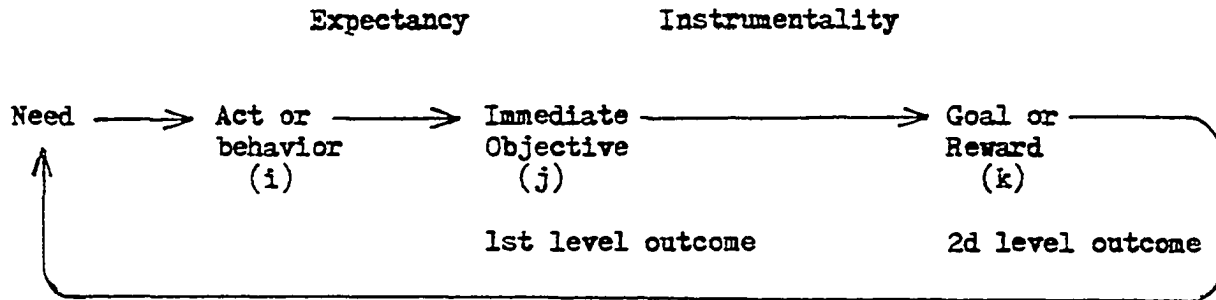 Expectancy Instrumentality
Need Act or Immediate Goal or
behavior Objective Reward
(i) (j) (k)
1st level outcome 2d level outcome